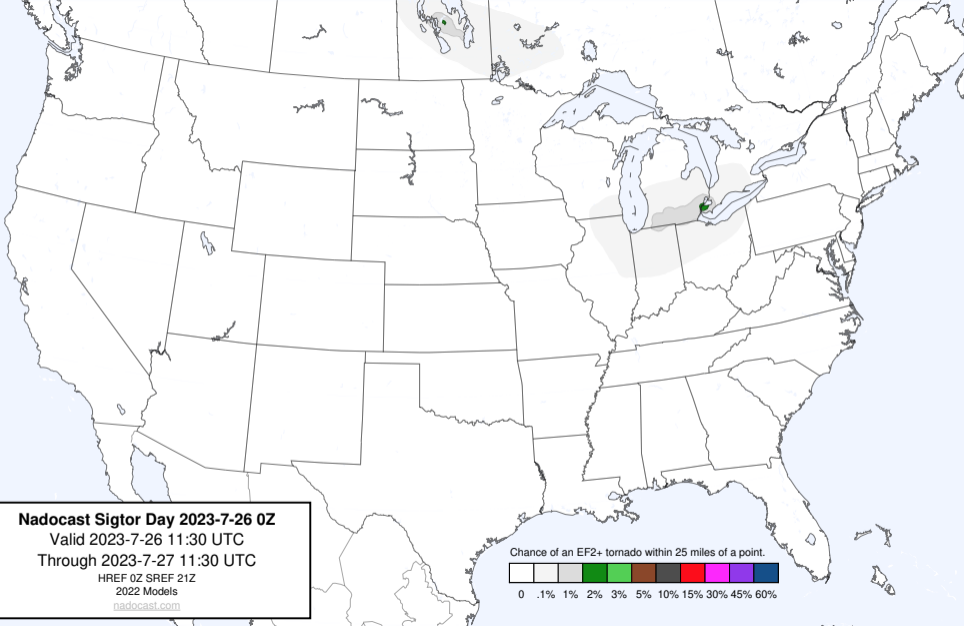 Nadocast Sigtor Day 2023-7-26 0Z
Valid 2023-7-26 11:30 UTC
Through 2023-7-27 11:30 UTC
HREF 0Z SREF 21Z
2022 Models
nadocast.com
Chance of an EF2+ tornado within 25 miles of a point.
0 .1% 1% 2% 3% 5% 10% 15% 30% 45% 60%